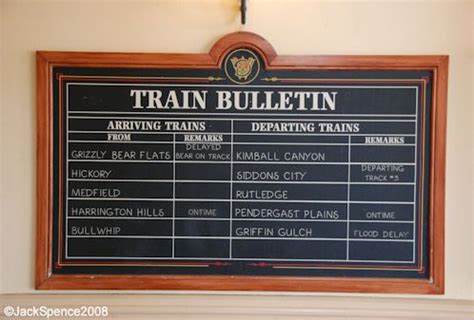 TRAIN BULLETIN
ARRIVING TRAINS DEPARTING TRAINS
FROM REMARKS REMARKS
GRIZZLY BEAR FLATS DELAYED BEAR ON TRACK KIMBALL CANYON
HICKORY SIDDONS CITY DEPARTING TRACK #3
MEDFIELD RUTLEDGE
HARRINGTON HILLS ONTIME PENDERGAST PLAINS ONTIME
BULLWHIP GRIFFIN GULCH FLOOD DELAY
©JackSpence2008